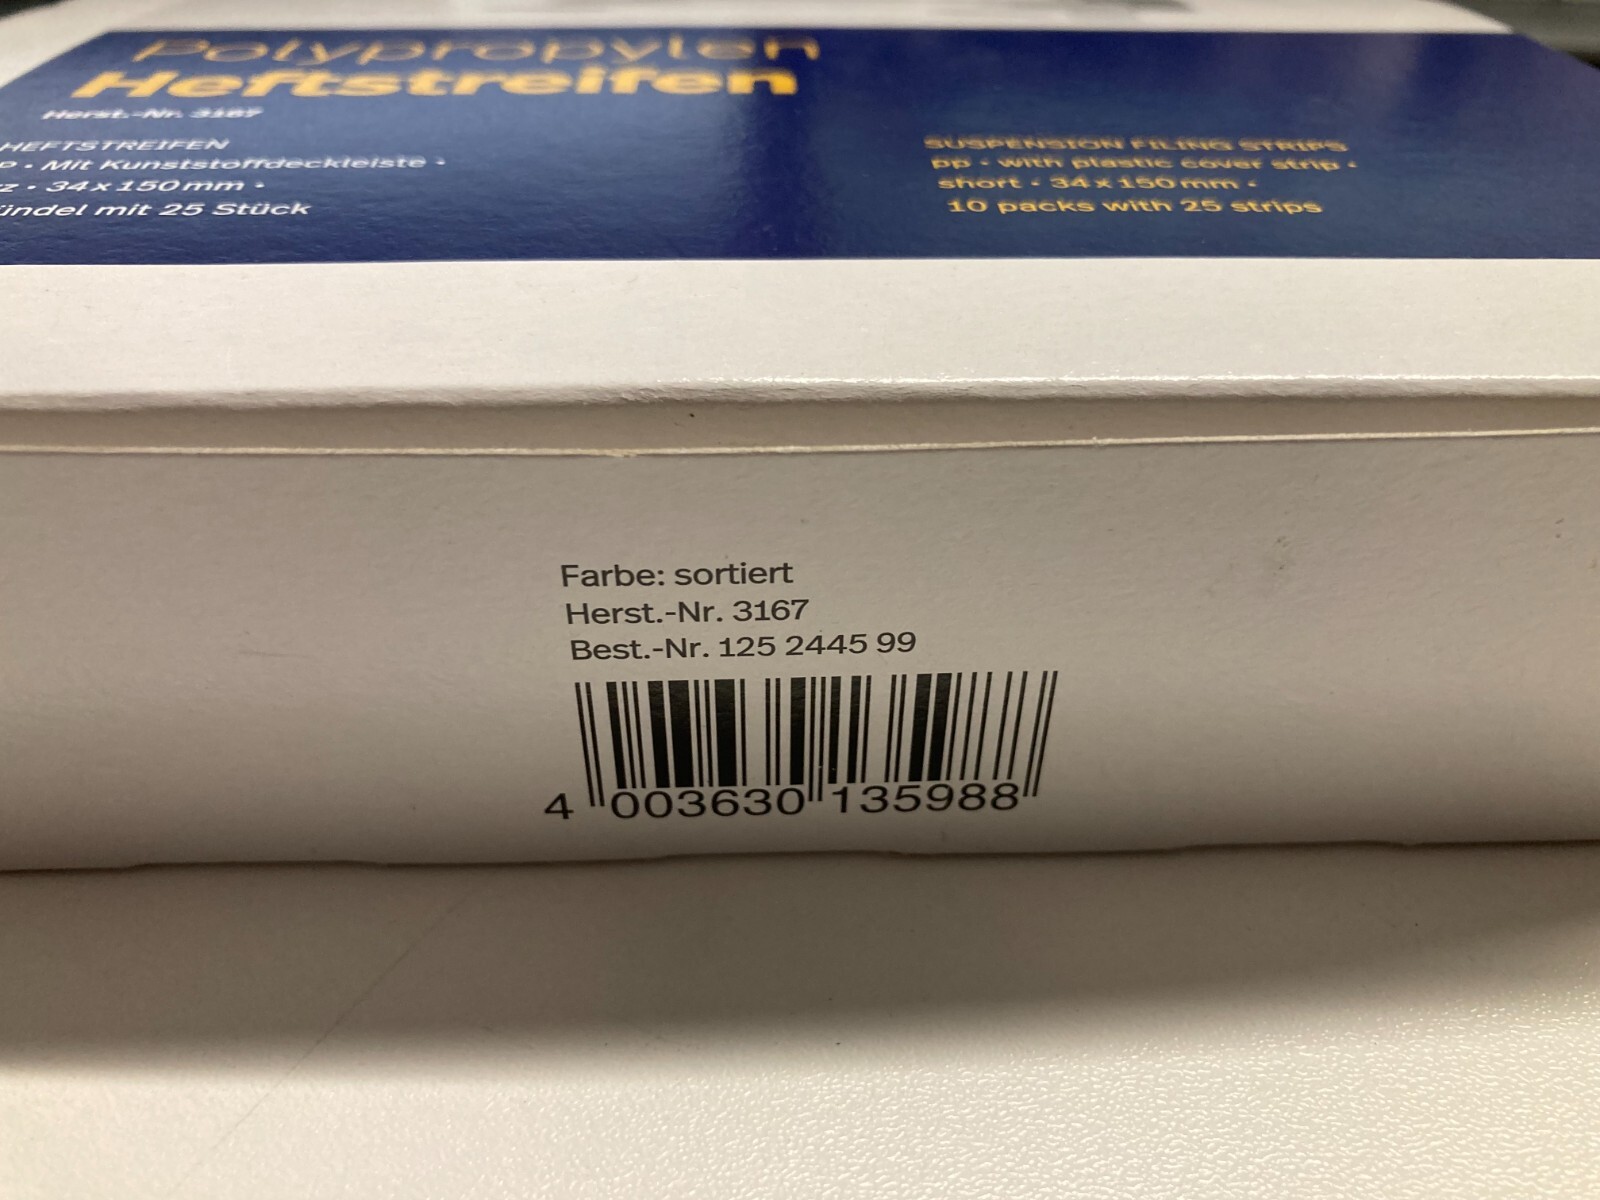 Polypropylen
Heftstreifen
Herst.-Nr. 3167
HEFTSTREIFEN
P • Mit Kunststoffdeckleiste •
z • 34 x 150 mm •
ündel mit 25 Stück
SUSPENSION FILING STRIPS
pp • with plastic cover strip •
short • 34 x 150 mm •
10 packs with 25 strips
Farbe: sortiert
Herst.-Nr. 3167
Best.-Nr. 125 2445 99
4 003630 135988